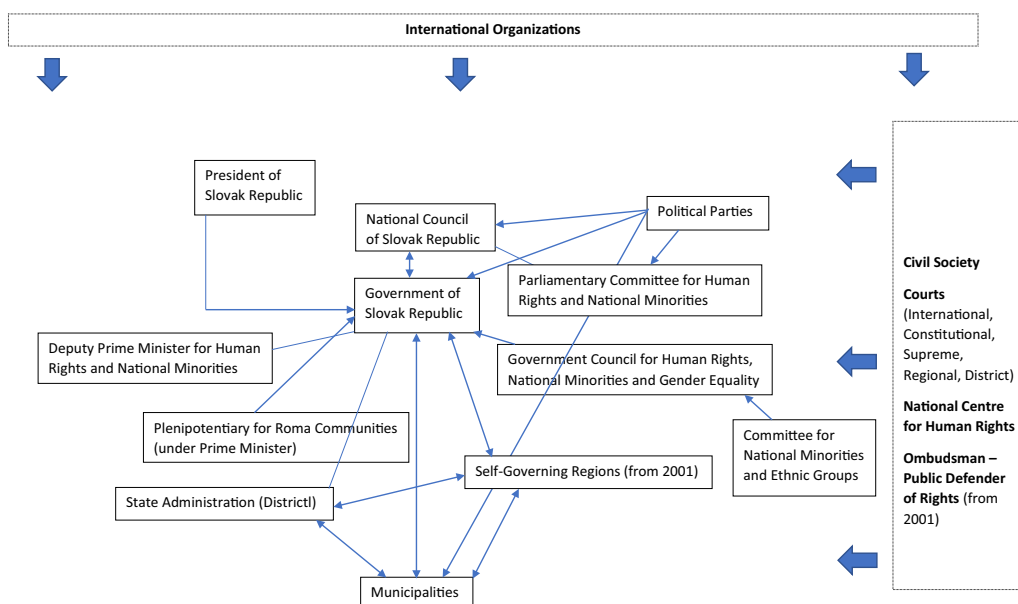 International Organizations
President of
Slovak Republic
National Council
of Slovak Republic
Political Parties
Parliamentary Committee for Human
Rights and National Minorities
Government of
Slovak Republic
Deputy Prime Minister for Human
Rights and National Minorities
Government Council for Human Rights,
National Minorities and Gender Equality
Plenipotentiary for Roma Communities
(under Prime Minister)
Committee for
National Minorities
and Ethnic Groups
Self-Governing Regions (from 2001)
State Administration (Districtl)
Municipalities
Civil Society
Courts
(International,
Constitutional,
Supreme,
Regional, District)
National Centre
for Human Rights
Ombudsman –
Public Defender
of Rights (from
2001)